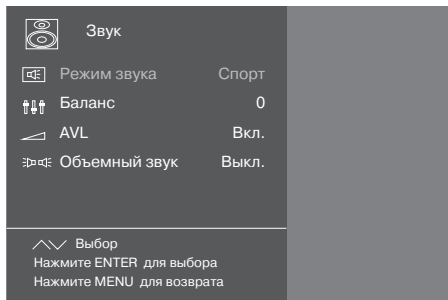 Звук
Режим звука Спорт
Баланс 0
AVL Вкл.
Объемный звук Выкл.
Выбор
Нажмите ENTER для выбора
Нажмите MENU для возврата